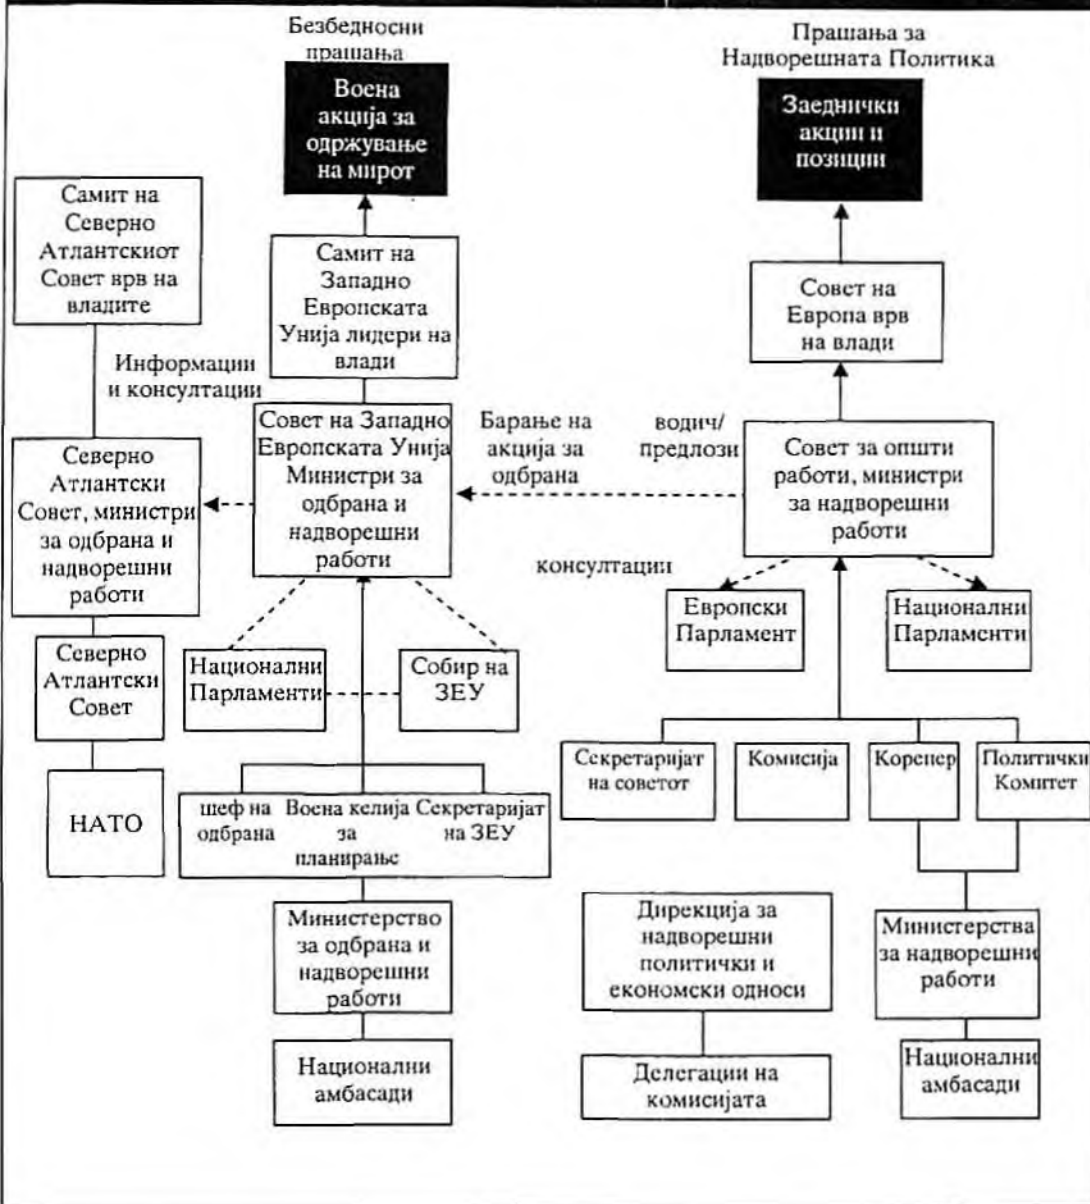 Безбедносни
прашања
Прашања за
Надворешната Политика
Воена
акција за
одржување
на мирот
Заеднички
акции и
позиции
Самит на
Северно
Атлантскиот
Совет врв на
владите
Самит на
Западно
Европската
Унија лидери на
влади
Совет на
Европа врв
на влади
Информации
и консултации
Северно
Атлантски
Совет, министри
за одбрана и
надворешни
работи
Совет на Западно
Европската Унија
Министри за
одбрана и
надворешни
работи
Барање на
акција за
одбрана
водич/
предлози
Совет за општи
работи, министри
за надворешни
работи
консултации
Европски
Парламент
Национални
Парламенти
Северно
Атлантски
Совет
Национални
Парламенти
Собир на
ЗЕУ
НАТО
шеф на
одбрана
Воена келија
за
планирање
Секретаријат
на ЗЕУ
Секретаријат
на советот
Комисија
Корепер
Политички
Комитет
Министерство
за одбрана и
надворешни
работи
Национални
амбасади
Дирекција за
надворешни
политички и
економски односи
Делегации на
комисијата
Министерства
за надворешни
работи
Национални
амбасади